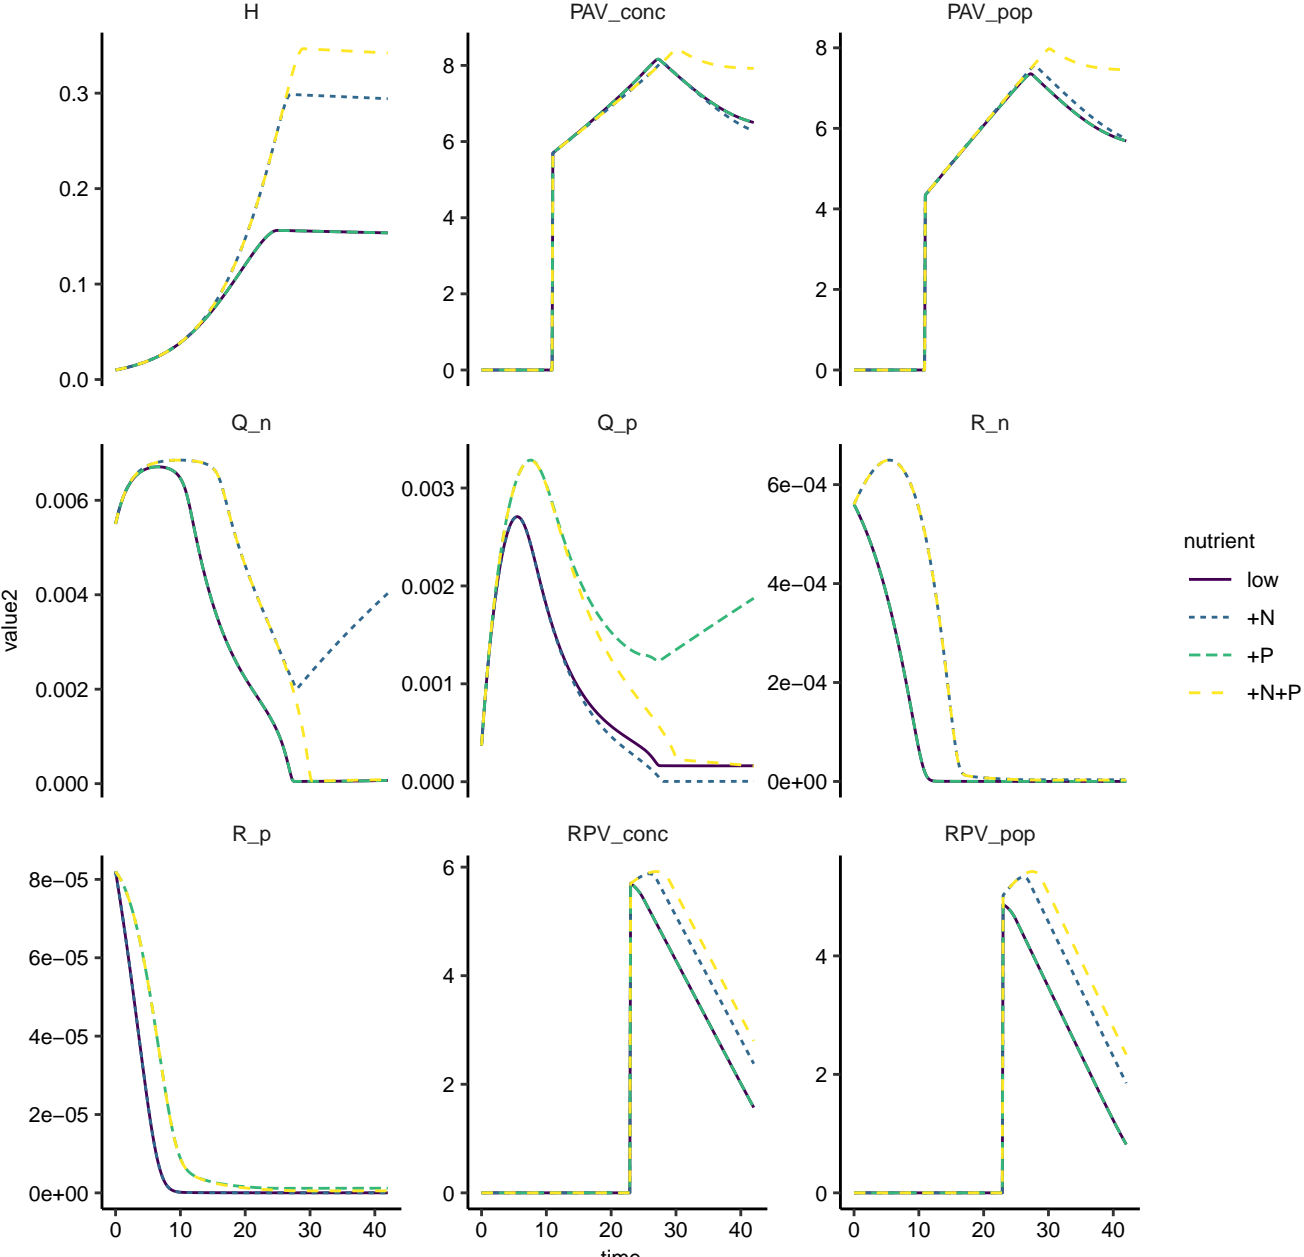 H PAV_conc PAV_pop
0.3
0.2
0.1
0.0
8
6
4
2
0
8
6
4
2
0
Q_n Q_p R_n
0.006
0.004
0.002
0.000
0.003
0.002
0.001
0.000
6e−04
4e−04
2e−04
0e+00
R_p RPV_conc RPV_pop
8e−05
6e−05
4e−05
2e−05
0e+00
6
4
2
0
4
2
0
0 10 20 30 40
0 10 20 30 40
0 10 20 30 40
value2
time
nutrient
low
+N
+P
+N+P